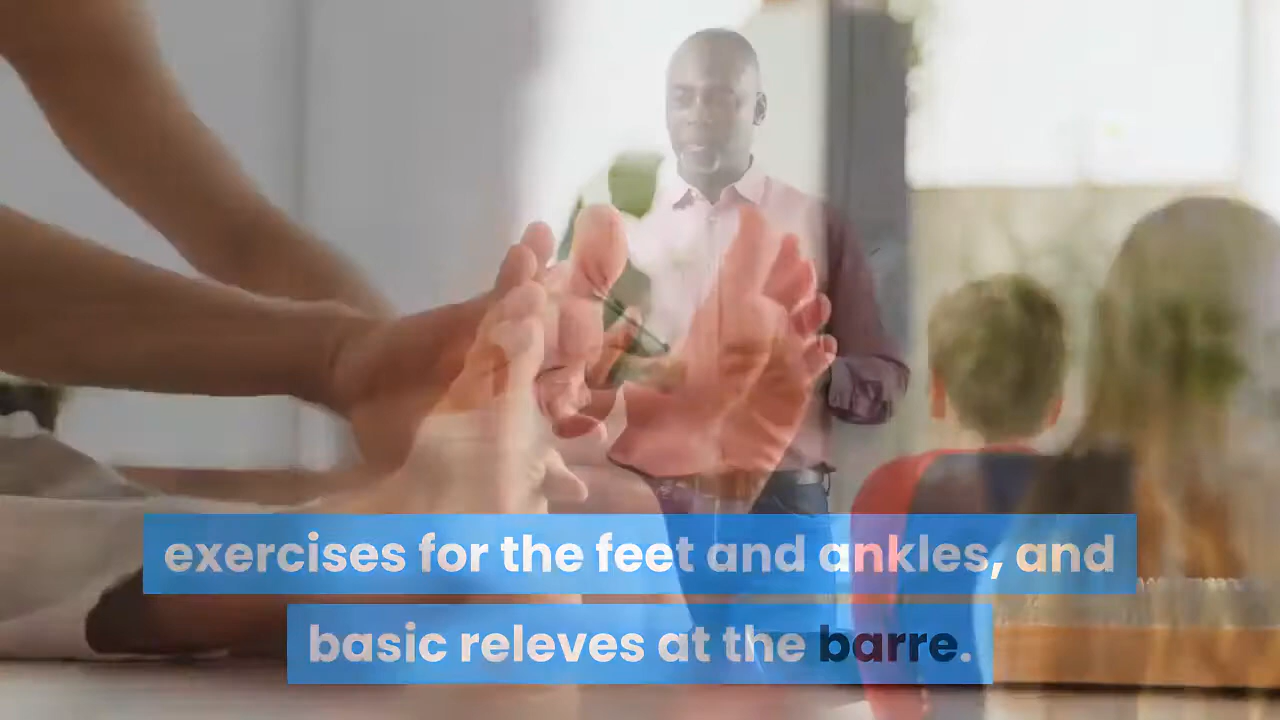 exercises for the feet and ankles, and
basic releves at the barre.